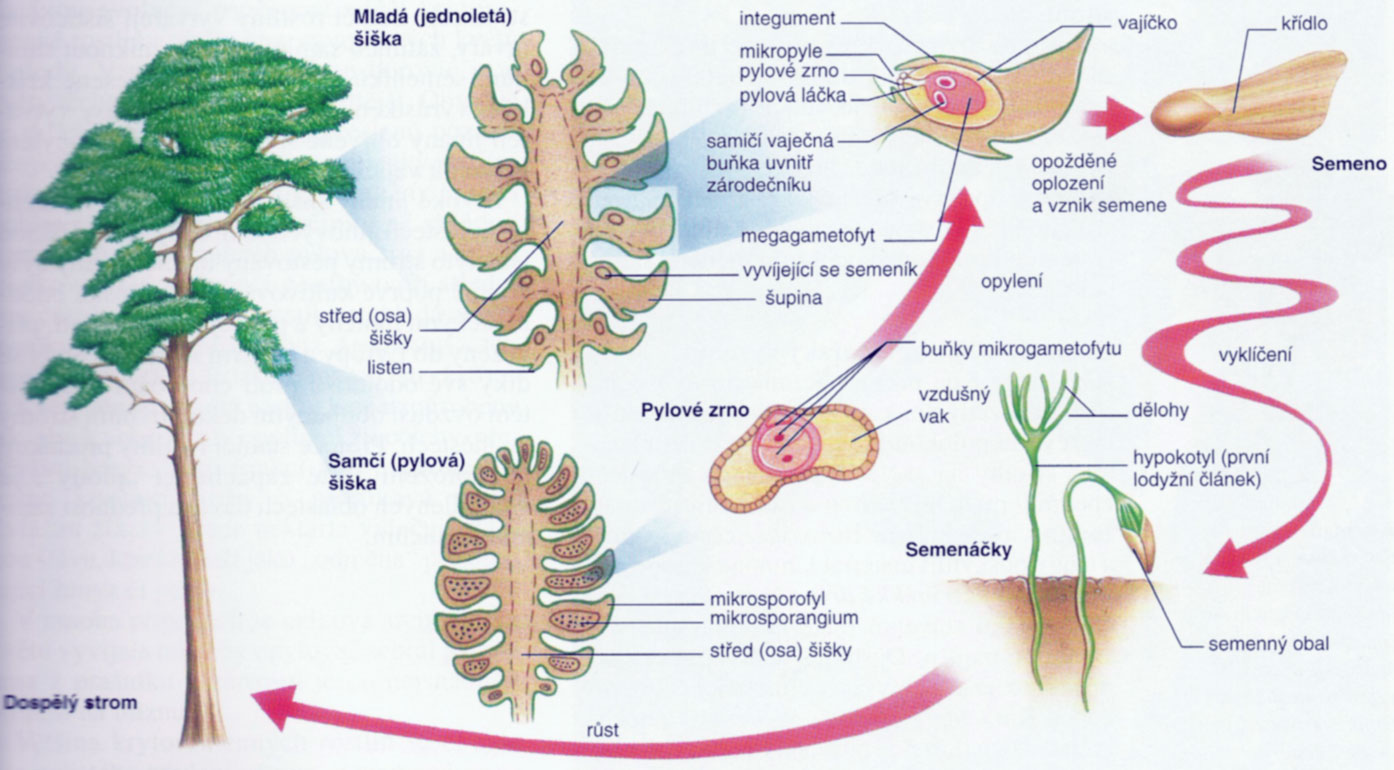 Mladá (jednoletá)
šiška
integument
vajíčko
křídlo
mikropyle
pylové zrno
pylová láčka
samičí vaječná
buňka uvnitř
zárodečníku
opožděné
oplození
a vznik semene
Semeno
megagametofyt
vyvíjející se semeník
šupina
opylení
střed (osa)
šišky
listen
buňky mikrogametofytu
vyklíčení
Pylové zrno
vzdušný
vak
dělohy
hypokotyl (první
lodyžní článek)
Samčí (pylová)
šiška
Semenáčky
mikrosporofyl
mikrosporangium
střed (osa) šišky
semenný obal
Dospělý strom
růst